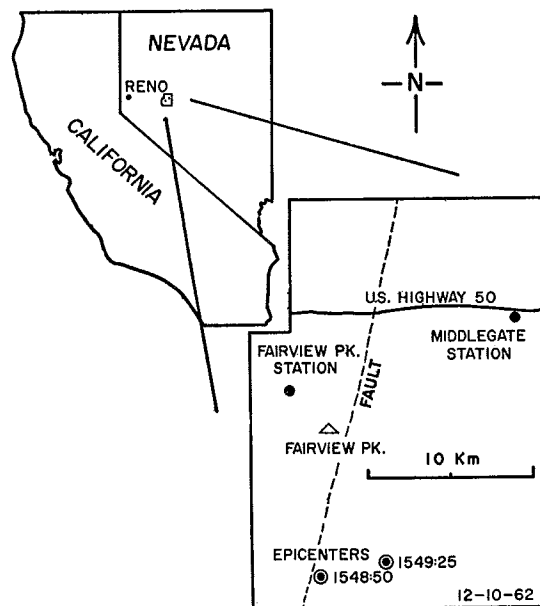 NEVADA
RENO
CALIFORNIA
N
U.S. HIGHWAY 50
MIDDLEGATE
STATION
FAIRVIEW PK.
STATION
FAULT
FAIRVIEW PK.
10 Km
EPICENTERS
1549:25
1548:50
12-10-62